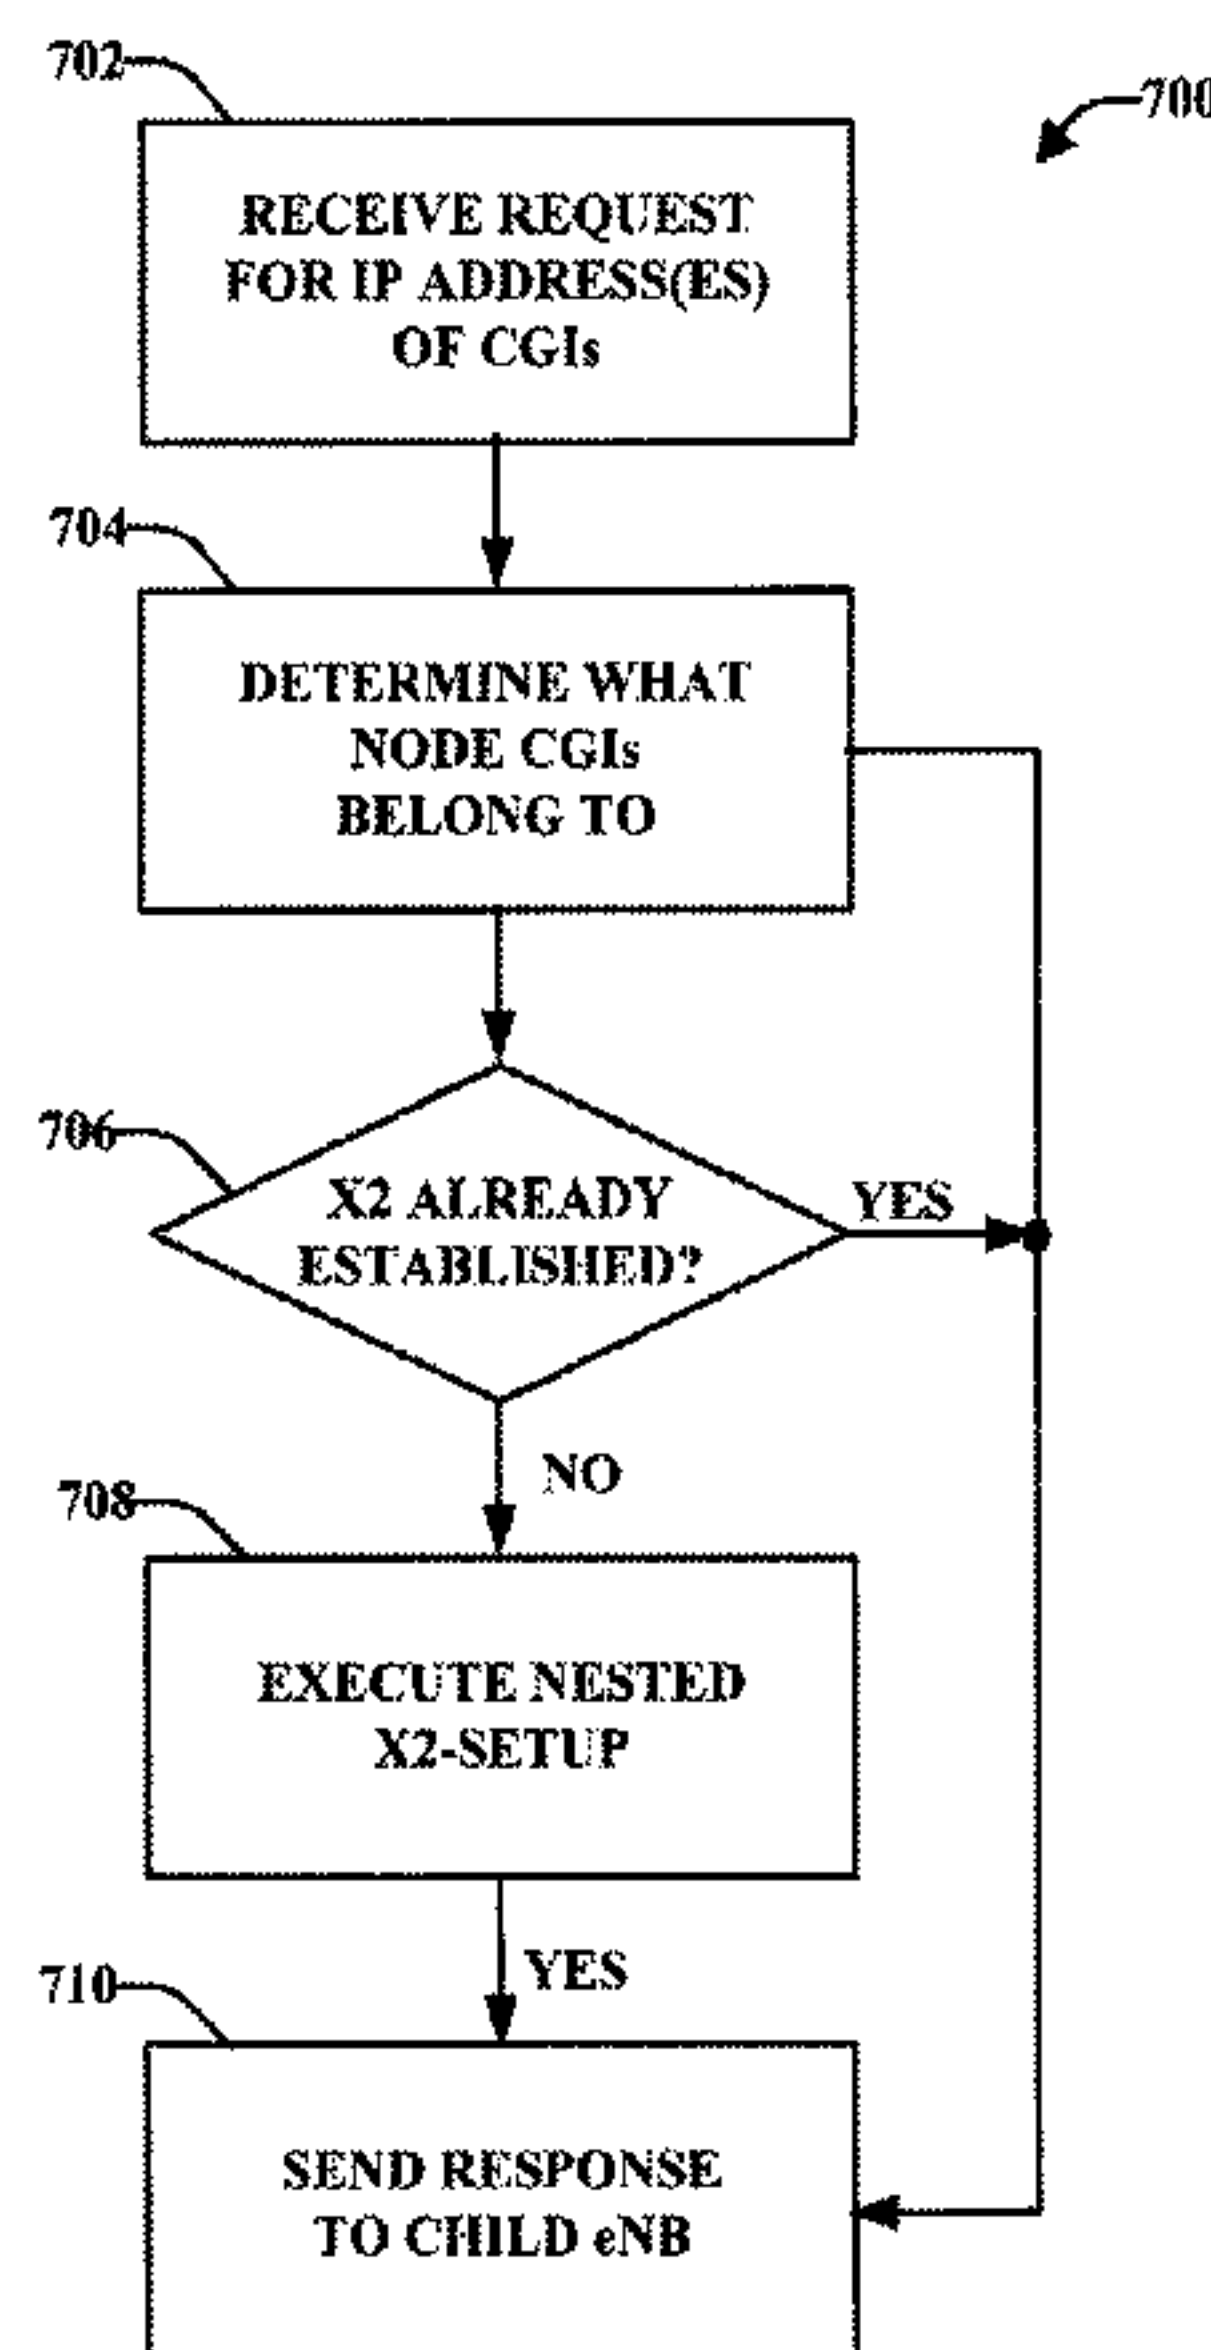 702
700
RECEIVE REQUEST
FOR IP ADDRESS(ES)
OF CGIs
704
DETERMINE WHAT
NODE CGIs
BELONG TO
706
X2 ALREADY
ESTABLISHED?
YES
NO
708
EXECUTE NESTED
X2-SETUP
YES
710
SEND RESPONSE
TO CHILD eNB